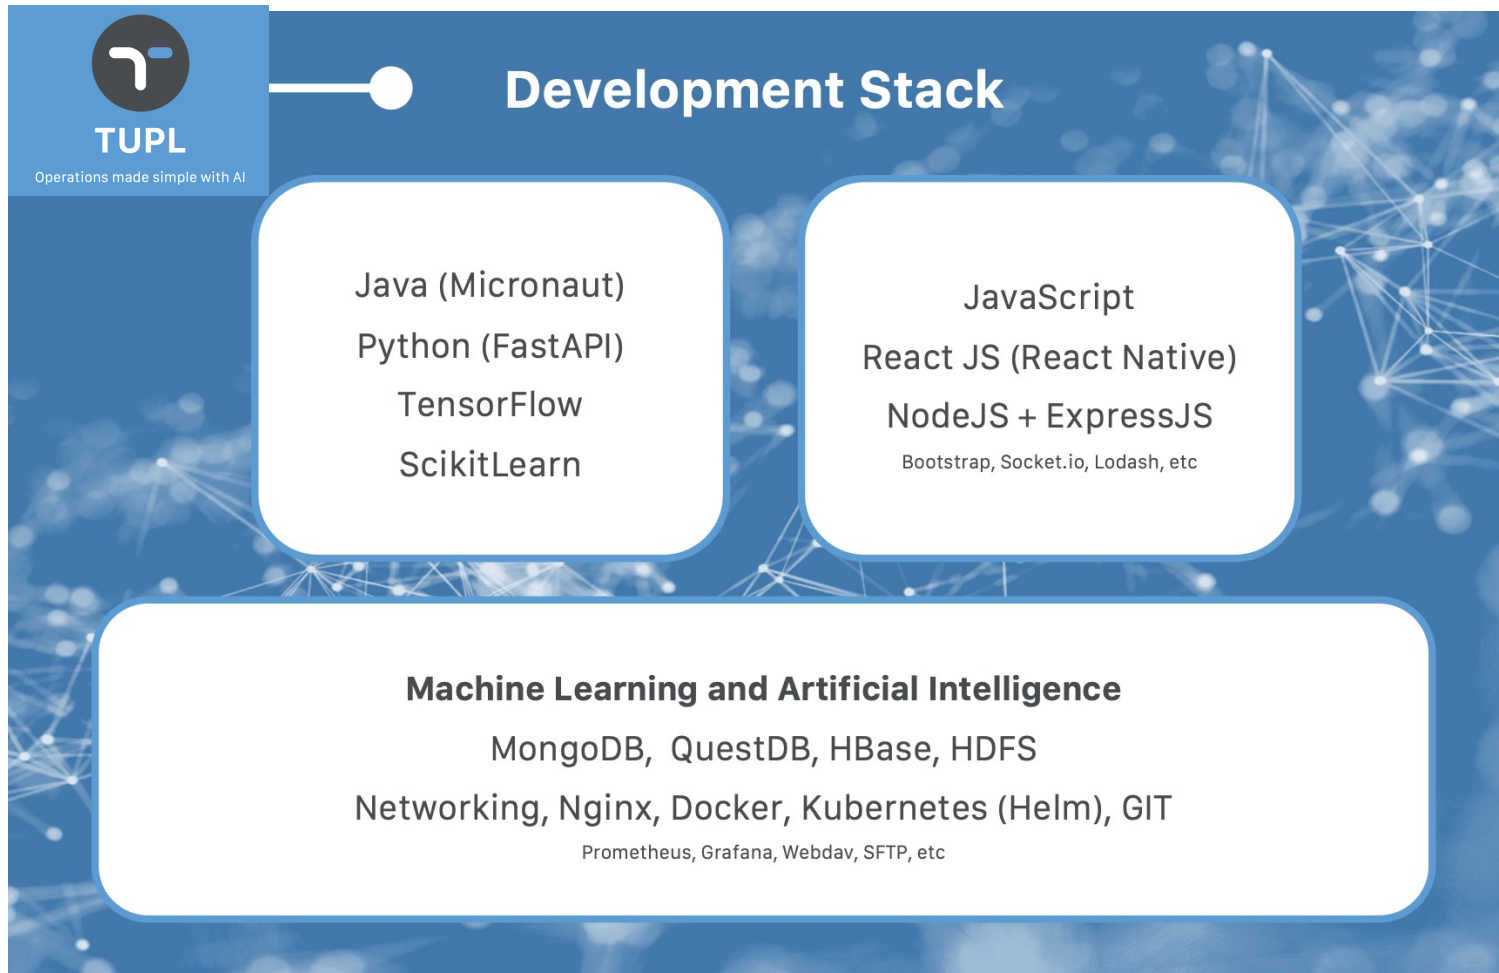 TUPL
Operations made simple with AI
Development Stack
Java (Micronaut)
Python (FastAPI)
TensorFlow
ScikitLearn
JavaScript
React JS (React Native)
NodeJS + ExpressJS
Bootstrap, Socket.io, Lodash, etc
Machine Learning and Artificial Intelligence
MongoDB, QuestDB, HBase, HDFS
Networking, Nginx, Docker, Kubernetes (Helm), GIT
Prometheus, Grafana, Webdav, SFTP, etc